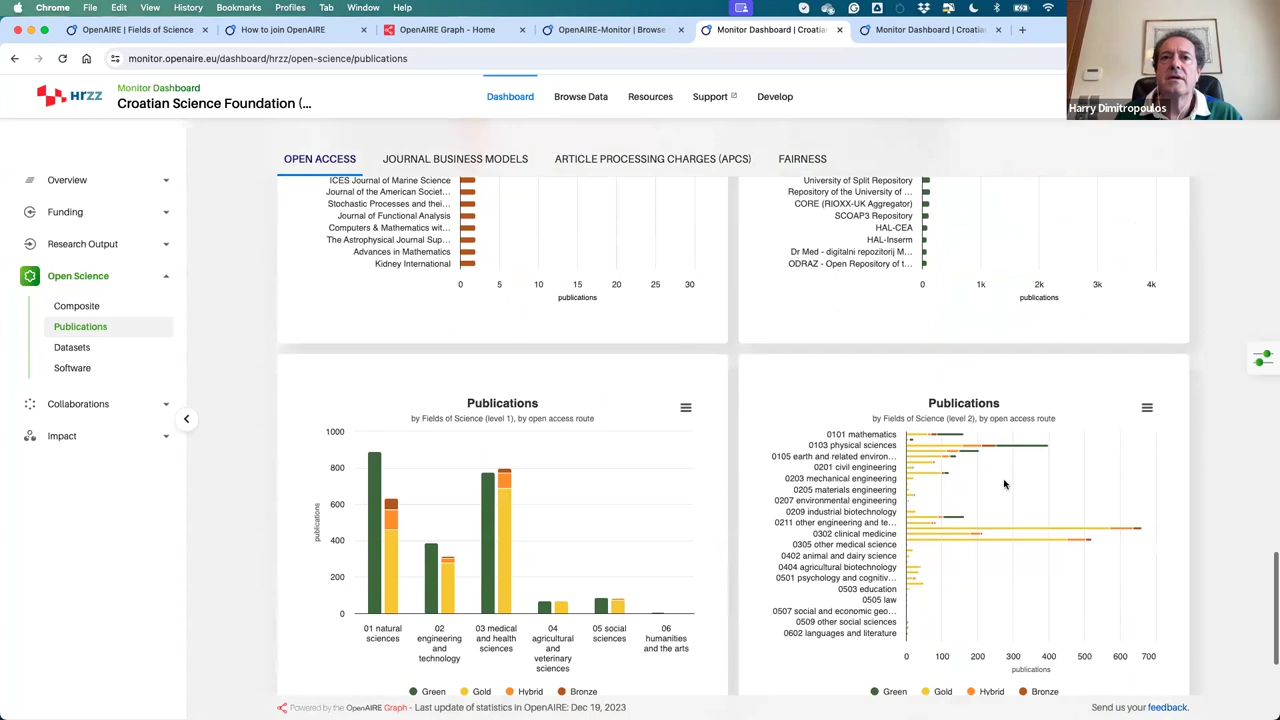 Chrome File Edit View History Bookmarks Profiles Tab Window Help
OpenAIRE | Fields of Science
How to join OpenAIRE
OpenAIRE Graph - Home
OpenAIRE-Monitor | Browse
Monitor Dashboard | Croatia
Monitor Dashboard | Croatia
monitor.openaire.eu/dashboard/hrzz/open-science/publications
Harry Dimitropoulos
HRZZ
Monitor Dashboard
Croatian Science Foundation (...
Dashboard Browse Data Resources Support Develop
OPEN ACCESS JOURNAL BUSINESS MODELS ARTICLE PROCESSING CHARGES (APCS) FAIRNESS
Overview
Funding
Research Output
Open Science
Composite
Publications
Datasets
Software
Collaborations
Impact
ICES Journal of Marine Science
Journal of the American Societ...
Stochastic Processes and thei...
Journal of Functional Analysis
Computers & Mathematics wit...
The Astrophysical Journal Sup...
Advances in Mathematics
Kidney International
0 5 10 15 20 25 30
publications
University of Split Repository
Repository of the University of ...
CORE (RIOXX-UK Aggregator)
SCOAP3 Repository
HAL-CEA
HAL-Inserm
Dr Med - digitalni repozitorij M...
ODRAZ - Open Repository of t...
0 1k 2k 3k 4k
publications
Publications
by Fields of Science (level 1), by open access route
1000
800
600
400
200
0
publications
01 natural sciences
02 engineering and technology
03 medical and health sciences
04 agricultural and veterinary sciences
05 social sciences
06 humanities and the arts
Green Gold Hybrid Bronze
Publications
by Fields of Science (level 2), by open access route
0101 mathematics
0103 physical sciences
0105 earth and related environ...
0201 civil engineering
0203 mechanical engineering
0205 materials engineering
0207 environmental engineering
0209 industrial biotechnology
0211 other engineering and te...
0302 clinical medicine
0305 other medical science
0402 animal and dairy science
0404 agricultural biotechnology
0501 psychology and cognitiv...
0503 education
0505 law
0507 social and economic geo...
0509 other social sciences
0602 languages and literature
0 100 200 300 400 500 600 700
publications
Green Gold Hybrid Bronze
Powered by the OpenAIRE Graph - Last update of statistics in OpenAIRE: Dec 19, 2023
Send us your feedback.